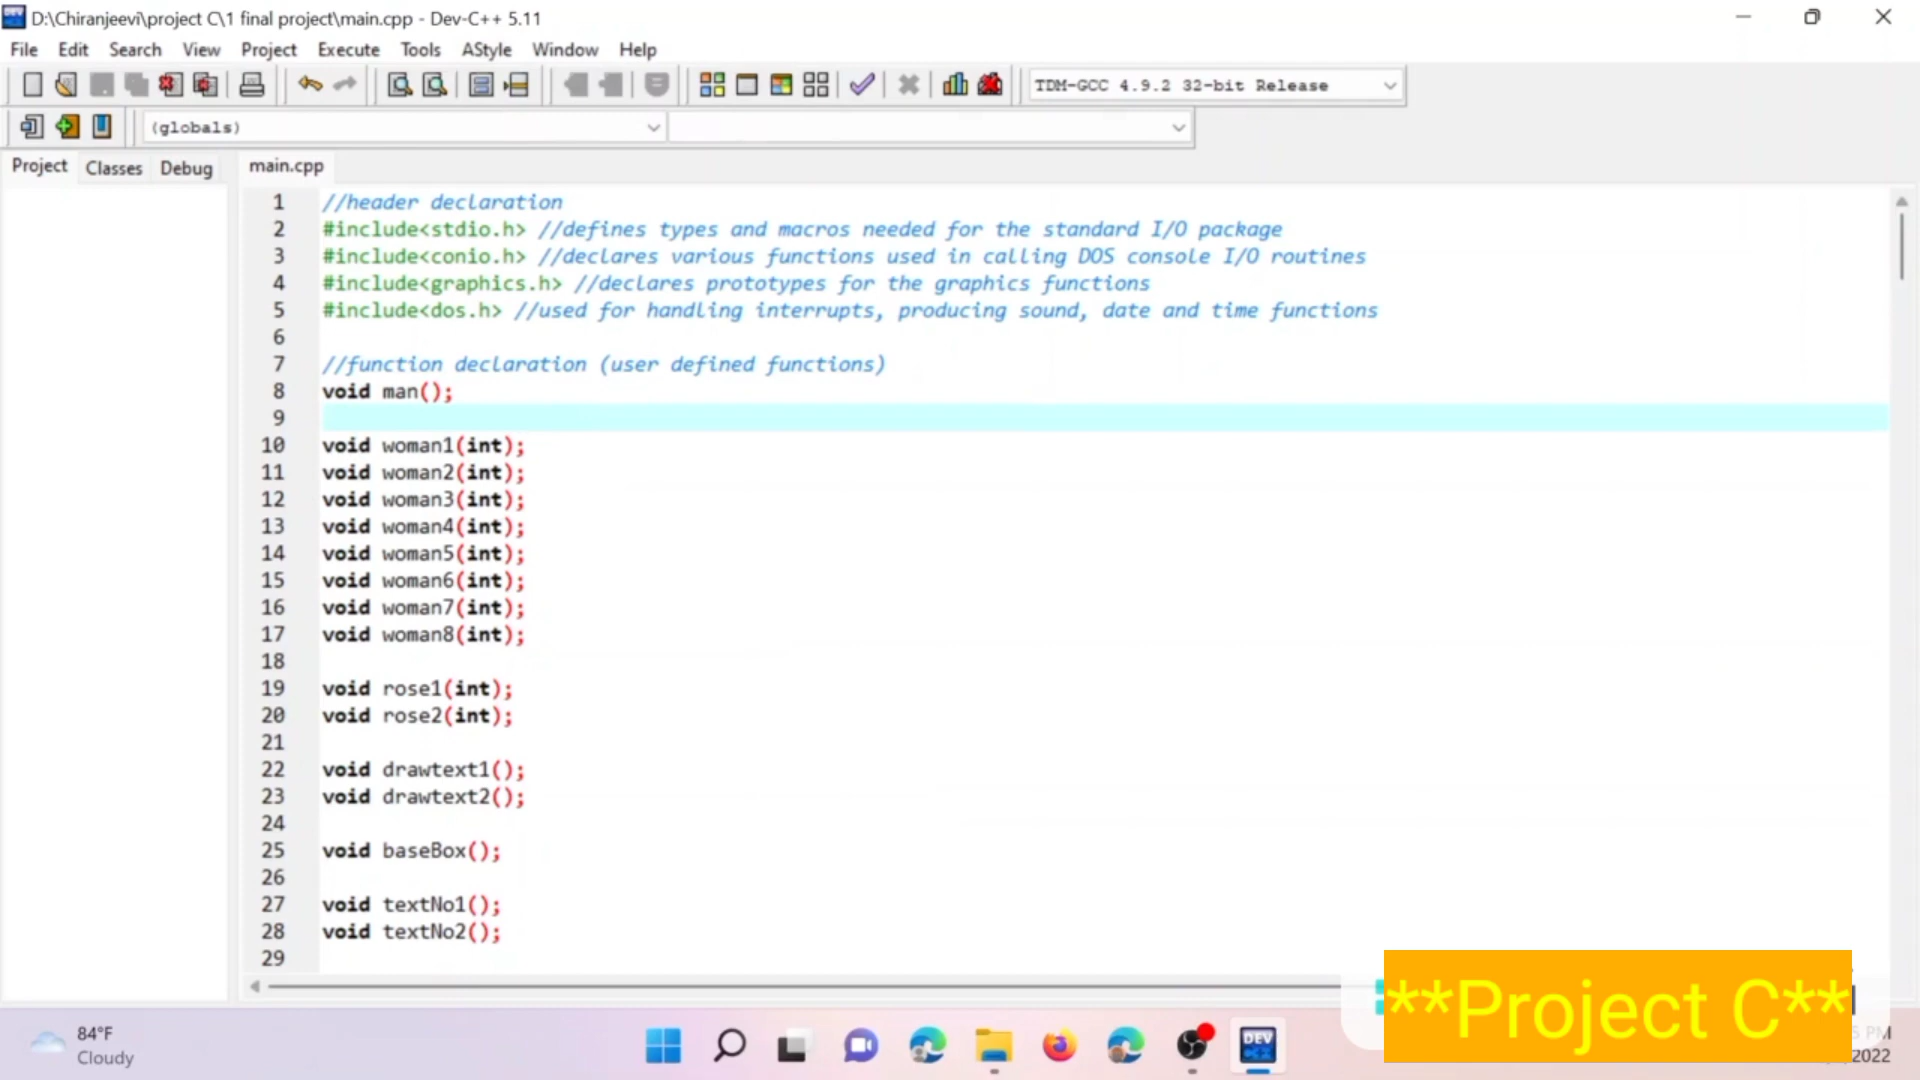 D:\Chiranjeevi\project C\1 final project\main.cpp - Dev-C++ 5.11
File Edit Search View Project Execute Tools AStyle Window Help
TDM-GCC 4.9.2 32-bit Release
(globals)
Project Classes Debug main.cpp
1 //header declaration
2 #include<stdio.h> //defines types and macros needed for the standard I/O package
3 #include<conio.h> //declares various functions used in calling DOS console I/O routines
4 #include<graphics.h> //declares prototypes for the graphics functions
5 #include<dos.h> //used for handling interrupts, producing sound, date and time functions
6
7 //function declaration (user defined functions)
8 void man();
9
10 void woman1(int);
11 void woman2(int);
12 void woman3(int);
13 void woman4(int);
14 void woman5(int);
15 void woman6(int);
16 void woman7(int);
17 void woman8(int);
18
19 void rose1(int);
20 void rose2(int);
21
22 void drawtext1();
23 void drawtext2();
24
25 void baseBox();
26
27 void textNo1();
28 void textNo2();
29
**Project C**
84°F
Cloudy
DEV
PM
2022